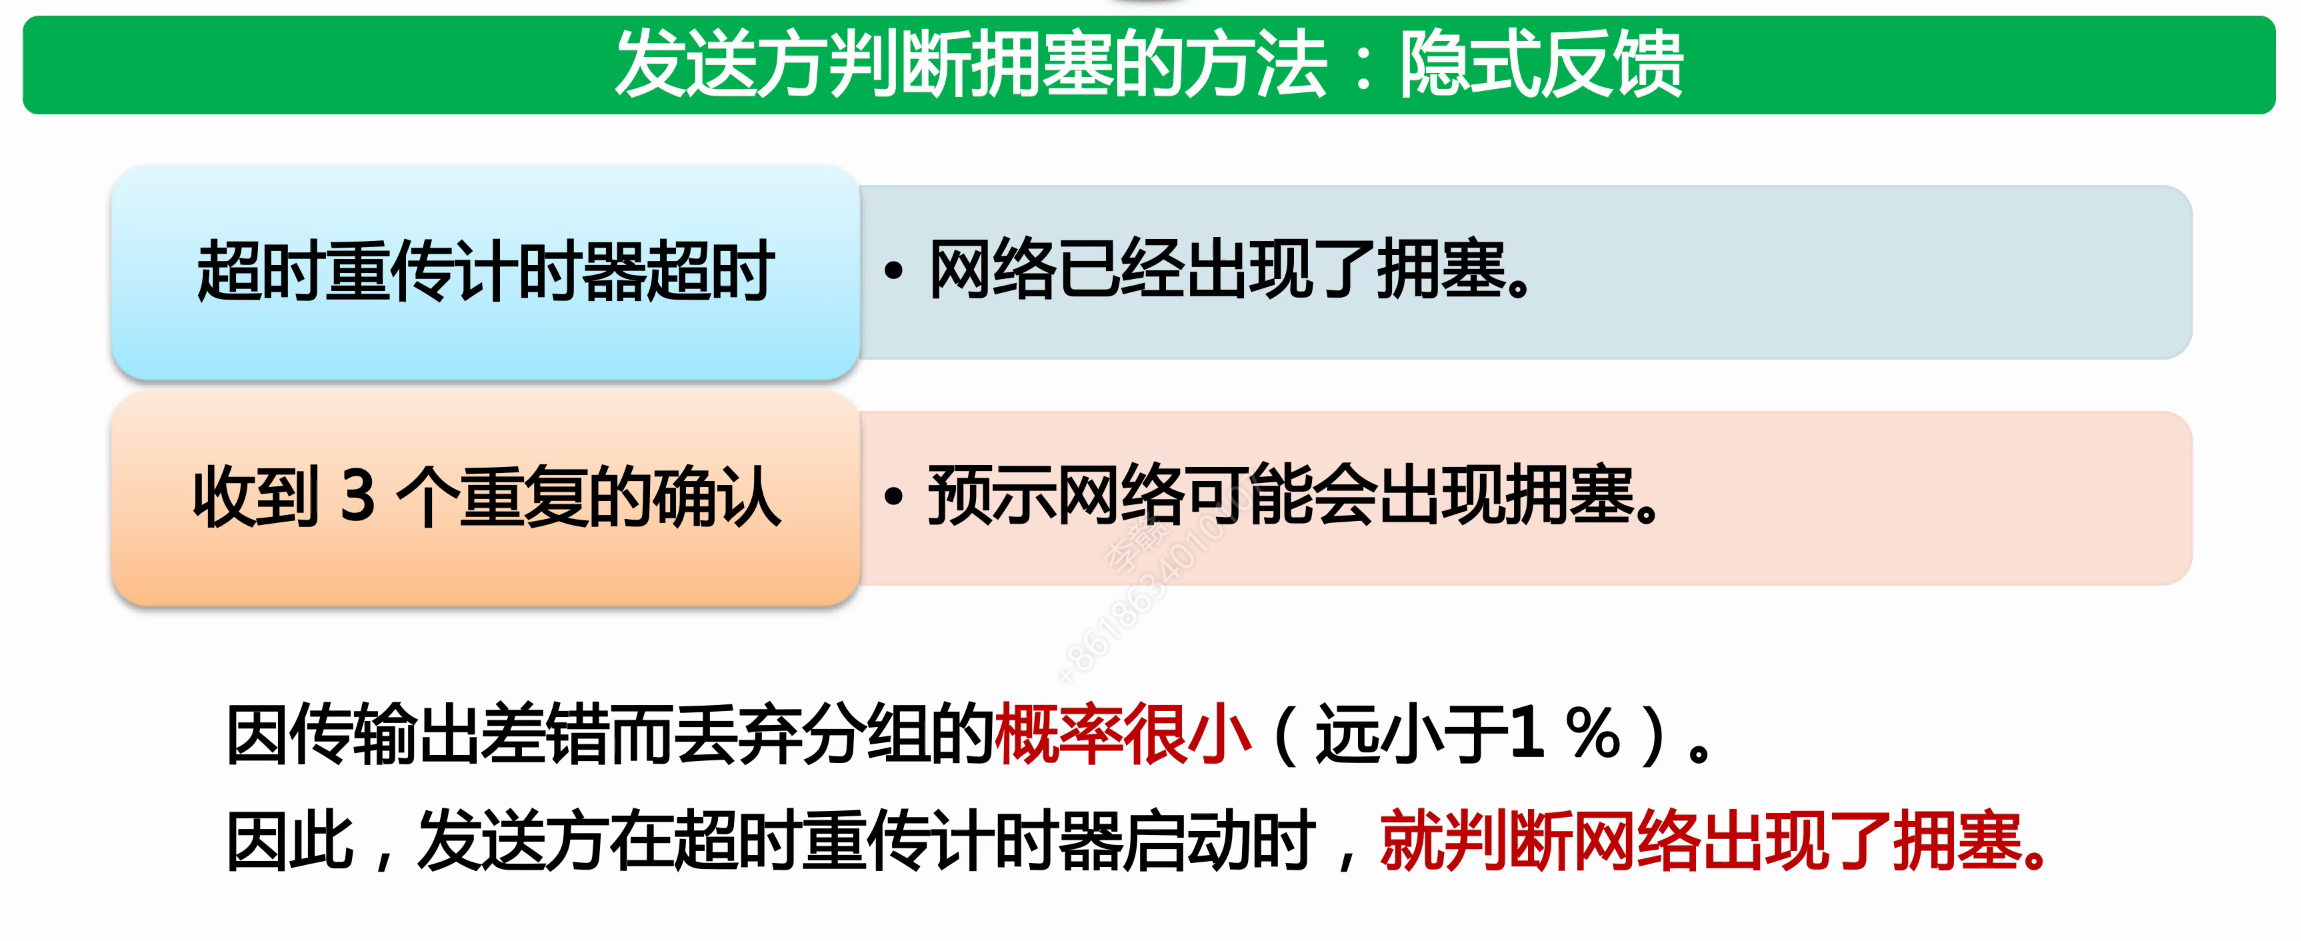 发送方判断拥塞的方法：隐式反馈
超时重传计时器超时
• 网络已经出现了拥塞。
收到 3 个重复的确认
• 预示网络可能会出现拥塞。
李赣
因传输出差错而丢弃分组的概率很小（远小于1 %）。
因此，发送方在超时重传计时器启动时，就判断网络出现了拥塞。